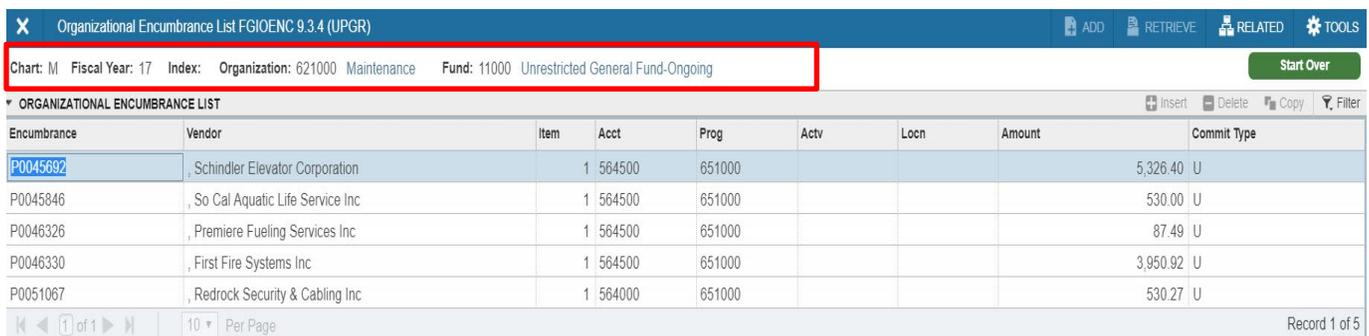 X Organizational Encumbrance List FGIOENC 9.3.4 (UPGR) ADD RETRIEVE RELATED TOOLS
Chart: M Fiscal Year: 17 Index: Organization: 621000 Maintenance Fund: 11000 Unrestricted General Fund-Ongoing Start Over
ORGANIZATIONAL ENCUMBRANCE LIST Insert Delete Copy Filter
Encumbrance Vendor Item Acct Prog Actv Locn Amount Commit Type
P0045692 , Schindler Elevator Corporation 1 564500 651000 5,326.40 U
P0045846 , So Cal Aquatic Life Service Inc 1 564500 651000 530.00 U
P0046326 , Premiere Fueling Services Inc 1 564500 651000 87.49 U
P0046330 , First Fire Systems Inc 1 564500 651000 3,950.92 U
P0051067 , Redrock Security & Cabling Inc 1 564000 651000 530.27 U
1 of 1 10 Per Page Record 1 of 5